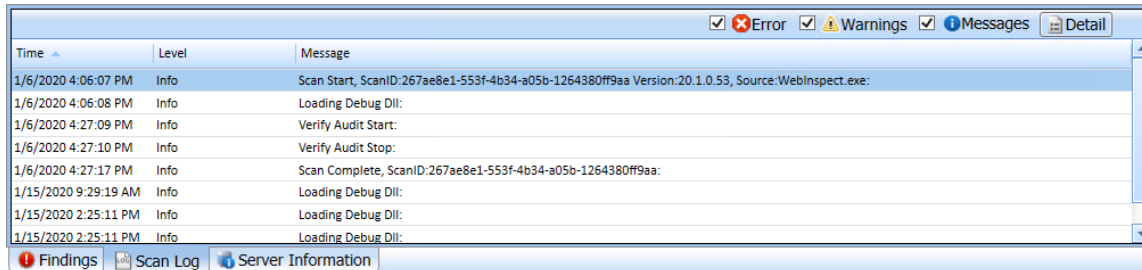 Error Warnings Messages Detail
Time Level Message
1/6/2020 4:06:07 PM Info Scan Start, ScanID:267ae8e1-553f-4b34-a05b-1264380ff9aa Version:20.1.0.53, Source:WebInspect.exe:
1/6/2020 4:06:08 PM Info Loading Debug Dll:
1/6/2020 4:27:09 PM Info Verify Audit Start:
1/6/2020 4:27:10 PM Info Verify Audit Stop:
1/6/2020 4:27:17 PM Info Scan Complete, ScanID:267ae8e1-553f-4b34-a05b-1264380ff9aa:
1/15/2020 9:29:19 AM Info Loading Debug Dll:
1/15/2020 2:25:11 PM Info Loading Debug Dll:
1/15/2020 2:25:11 PM Info Loading Debug Dll:
Findings Scan Log Server Information